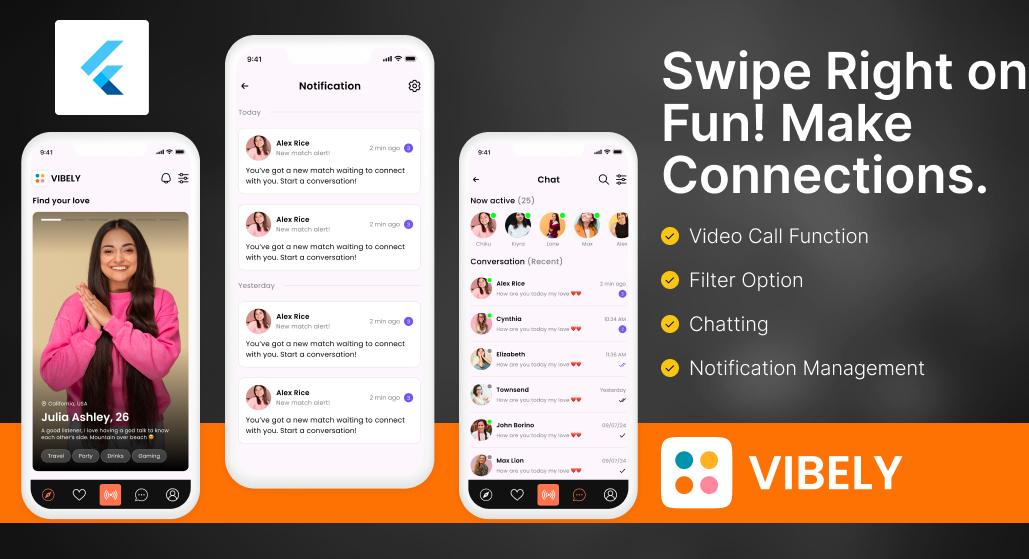 9:41
VIBELY
Find your love
California, USA
Julia Ashley, 26
A good listener, I love having a god talk to know
each other's side. Mountain over beach
Travel Party Drinks Gaming
9:41
Notification
Today
Alex Rice
New match alert!
2 min ago 3
You've got a new match waiting to connect
with you. Start a conversation!
Alex Rice
New match alert!
2 min ago 3
You've got a new match waiting to connect
with you. Start a conversation!
Yesterday
Alex Rice
New match alert!
2 min ago 3
You've got a new match waiting to connect
with you. Start a conversation!
Alex Rice
New match alert!
2 min ago 3
You've got a new match waiting to connect
with you. Start a conversation!
9:41
Chat
Now active (25)
Chiku Kiyra Lane Max Alex
Conversation (Recent)
Alex Rice 2 min ago
How are you today my love ❤❤
Cynthia 10:34 AM
How are you today my love ❤❤
Elizabeth 11:36 AM
How are you today my love ❤❤
Townsend Yesterday
How are you today my love ❤❤
John Borino 09/07/24
How are you today my love ❤❤
Max Lion 09/07/24
How are you today my love ❤❤
Swipe Right on
Fun! Make
Connections.
Video Call Function
Filter Option
Chatting
Notification Management
VIBELY